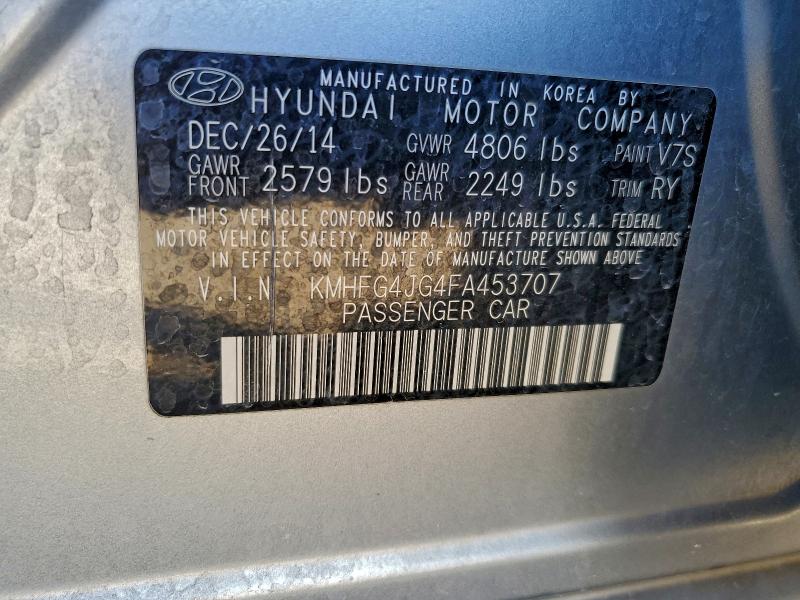 MANUFACTURED IN KOREA BY
HYUNDAI MOTOR COMPANY
DEC/26/14 GVWR 4806 lbs PAINT V7S
GAWR FRONT 2579 lbs GAWR REAR 2249 lbs TRIM RY
THIS VEHICLE CONFORMS TO ALL APPLICABLE U.S.A. FEDERAL
MOTOR VEHICLE SAFETY, BUMPER, AND THEFT PREVENTION STANDARDS
IN EFFECT ON THE DATE OF MANUFACTURE SHOWN ABOVE
V.I.N KMHFG4JG4FA453707
PASSENGER CAR